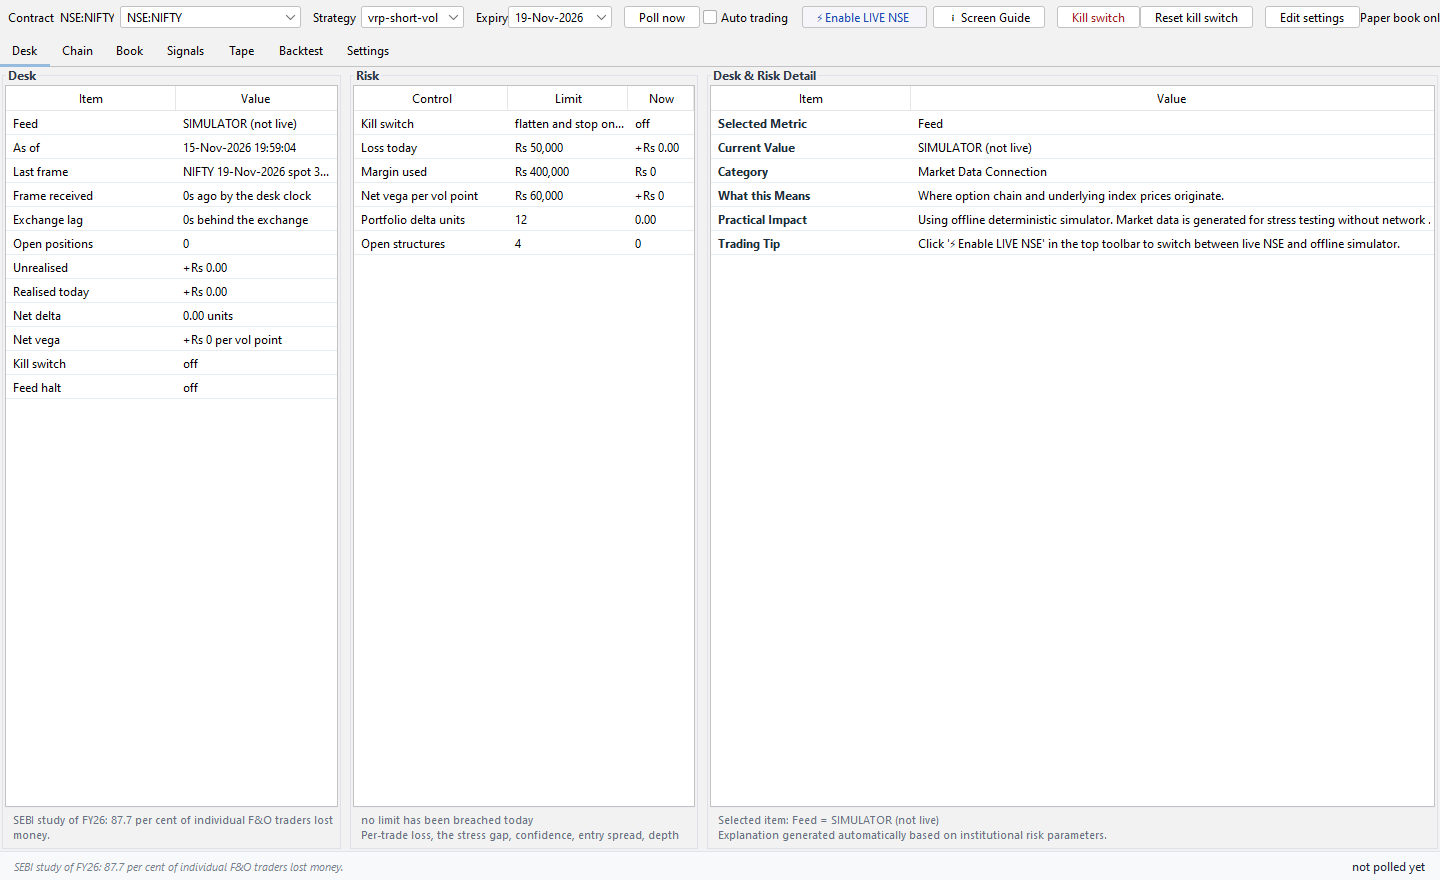 Contract NSE:NIFTY NSE:NIFTY Strategy vrp-short-vol Expiry 19-Nov-2026 Poll now Auto trading ⚡ Enable LIVE NSE i Screen Guide Kill switch Reset kill switch Edit settings Paper book onl
Desk Chain Book Signals Tape Backtest Settings
Desk
Item Value
Feed SIMULATOR (not live)
As of 15-Nov-2026 19:59:04
Last frame NIFTY 19-Nov-2026 spot 3...
Frame received 0s ago by the desk clock
Exchange lag 0s behind the exchange
Open positions 0
Unrealised +Rs 0.00
Realised today +Rs 0.00
Net delta 0.00 units
Net vega +Rs 0 per vol point
Kill switch off
Feed halt off
SEBI study of FY26: 87.7 per cent of individual F&O traders lost
money.
Risk
Control Limit Now
Kill switch flatten and stop on... off
Loss today Rs 50,000 +Rs 0.00
Margin used Rs 400,000 Rs 0
Net vega per vol point Rs 60,000 +Rs 0
Portfolio delta units 12 0.00
Open structures 4 0
no limit has been breached today
Per-trade loss, the stress gap, confidence, entry spread, depth
Desk & Risk Detail
Item Value
Selected Metric Feed
Current Value SIMULATOR (not live)
Category Market Data Connection
What this Means Where option chain and underlying index prices originate.
Practical Impact Using offline deterministic simulator. Market data is generated for stress testing without network .
Trading Tip Click '⚡ Enable LIVE NSE' in the top toolbar to switch between live NSE and offline simulator.
Selected item: Feed = SIMULATOR (not live)
Explanation generated automatically based on institutional risk parameters.
SEBI study of FY26: 87.7 per cent of individual F&O traders lost money.
not polled yet